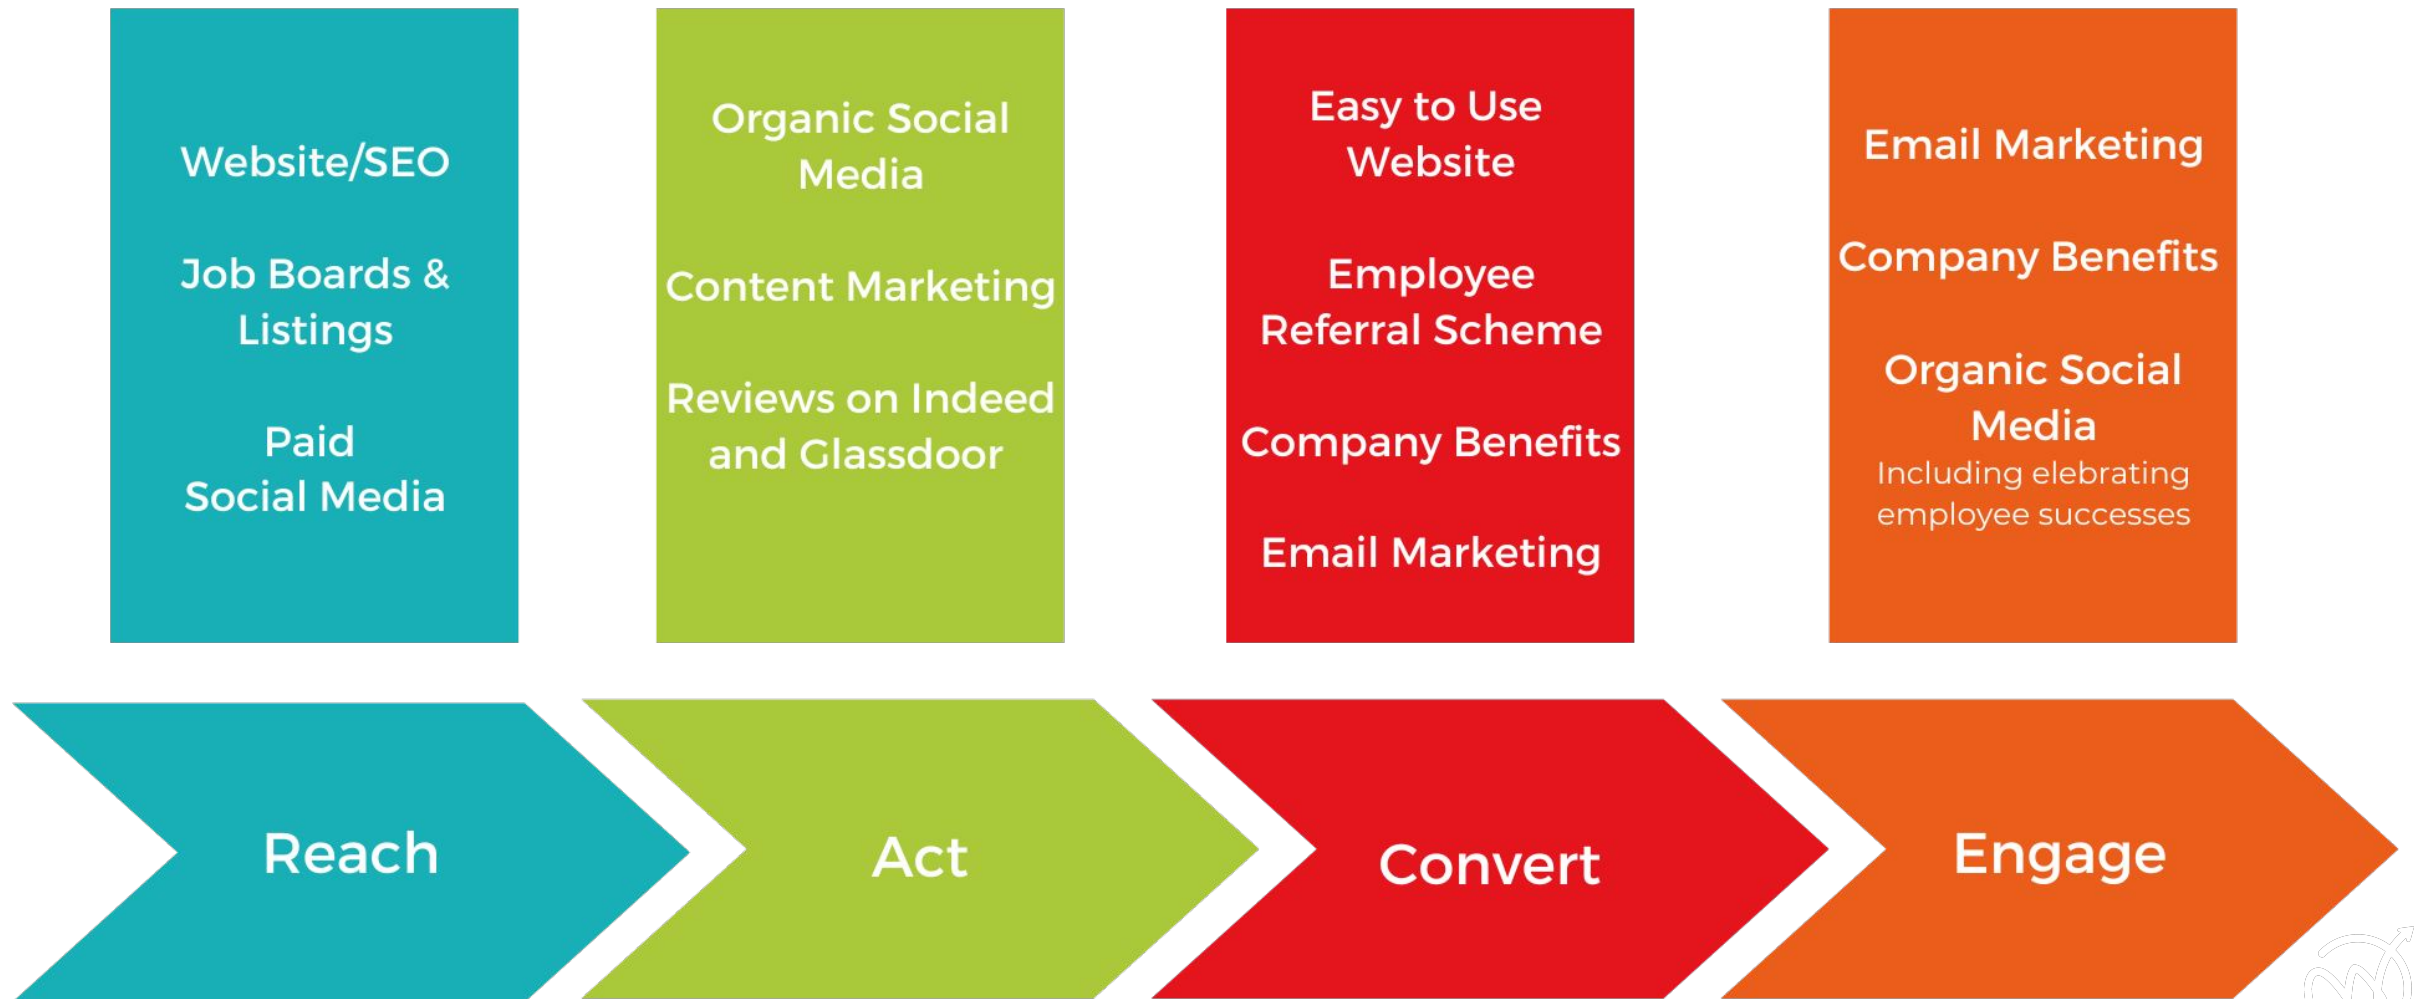 Website/SEO
Job Boards &
Listings
Paid
Social Media
Organic Social
Media
Content Marketing
Reviews on Indeed
and Glassdoor
Easy to Use
Website
Employee
Referral Scheme
Company Benefits
Email Marketing
Email Marketing
Company Benefits
Organic Social
Media
Including elebrating
employee successes
Reach
Act
Convert
Engage